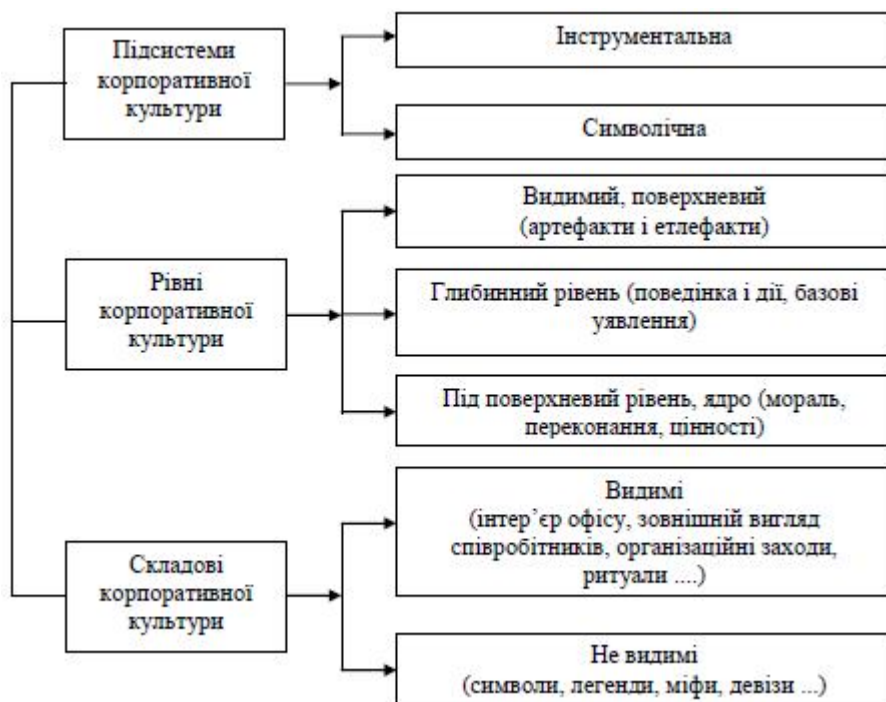 Підсистеми
корпоративної
культури
Інструментальна
Символічна
Рівні
корпоративної
культури
Видимий, поверхневий
(артефакти і етлефакти)
Глибинний рівень (поведінка і дії, базові
уявлення)
Під поверхневий рівень, ядро (мораль,
переконання, цінності)
Складові
корпоративної
культури
Видимі
(інтер’єр офісу, зовнішній вигляд
співробітників, організаційні заходи,
ритуали ....)
Не видимі
(символи, легенди, міфи, девізи ...)